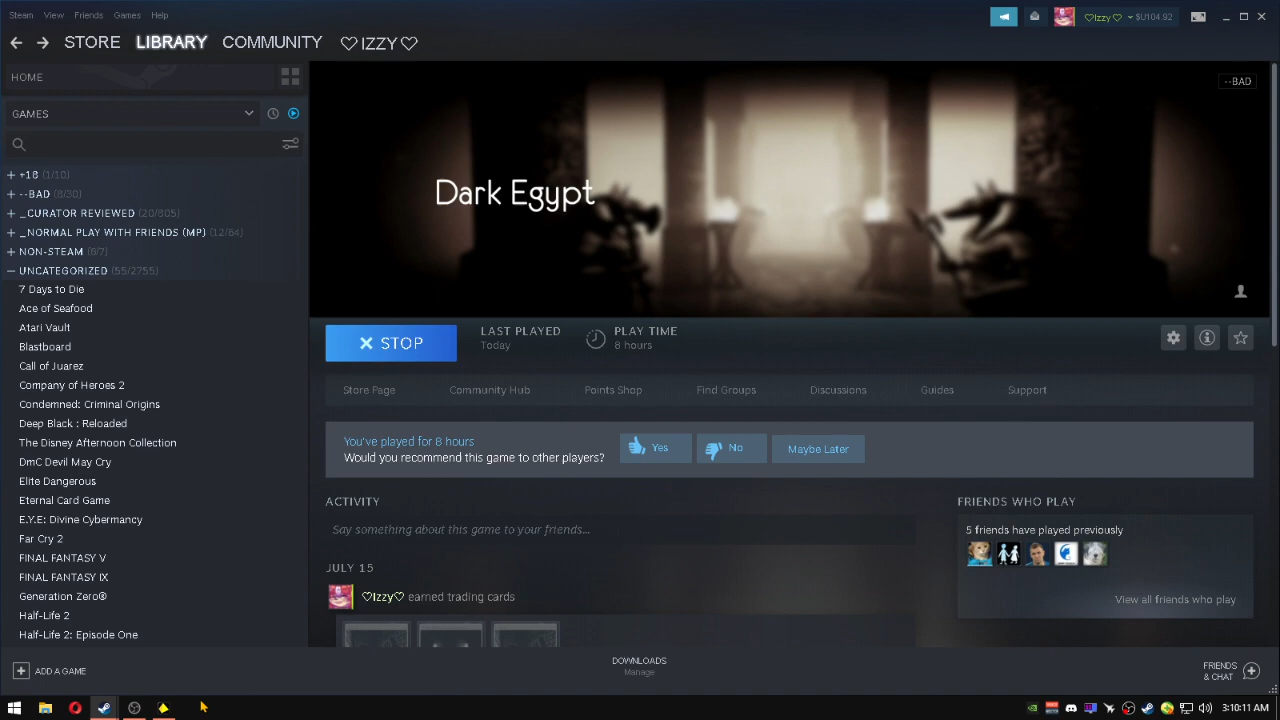 Steam View Friends Games Help
♡Izzy♡ $U104.92
STORE LIBRARY COMMUNITY ♡ IZZY ♡
HOME
GAMES
+18 (1/10)
--BAD (8/30)
_CURATOR REVIEWED (20/805)
_NORMAL PLAY WITH FRIENDS (MP) (12/64)
NON-STEAM (6/7)
UNCATEGORIZED (55/2755)
7 Days to Die
Ace of Seafood
Atari Vault
Blastboard
Call of Juarez
Company of Heroes 2
Condemned: Criminal Origins
Deep Black : Reloaded
The Disney Afternoon Collection
DmC Devil May Cry
Elite Dangerous
Eternal Card Game
E.Y.E: Divine Cybermancy
Far Cry 2
FINAL FANTASY V
FINAL FANTASY IX
Generation Zero®
Half-Life 2
Half-Life 2: Episode One
ADD A GAME
--BAD
Dark Egypt
STOP
LAST PLAYED
Today
PLAY TIME
8 hours
Store Page Community Hub Points Shop Find Groups Discussions Guides Support
You've played for 8 hours
Would you recommend this game to other players?
Yes No Maybe Later
ACTIVITY
Say something about this game to your friends...
JULY 15
♡Izzy♡ earned trading cards
FRIENDS WHO PLAY
5 friends have played previously
View all friends who play
DOWNLOADS
Manage
FRIENDS
& CHAT
3:10:11 AM